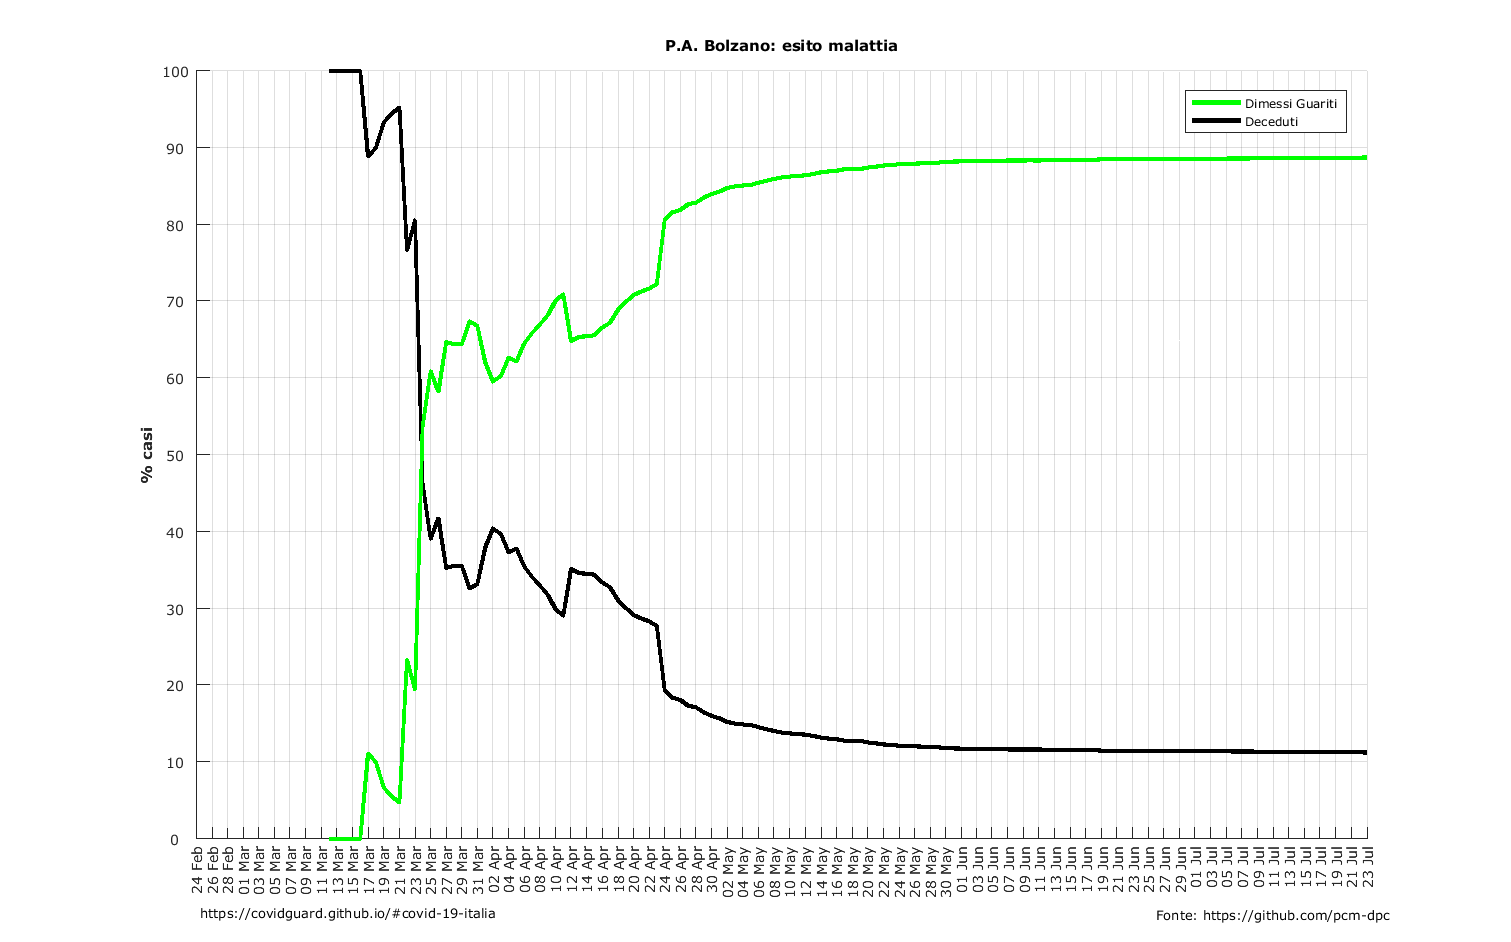 P.A. Bolzano: esito malattia
Dimessi Guariti
Deceduti
% casi
100
90
80
70
60
50
40
30
20
10
0
24 Feb
26 Feb
28 Feb
01 Mar
03 Mar
05 Mar
07 Mar
09 Mar
11 Mar
13 Mar
15 Mar
17 Mar
19 Mar
21 Mar
23 Mar
25 Mar
27 Mar
29 Mar
31 Mar
02 Apr
04 Apr
06 Apr
08 Apr
10 Apr
12 Apr
14 Apr
16 Apr
18 Apr
20 Apr
22 Apr
24 Apr
26 Apr
28 Apr
30 Apr
02 May
04 May
06 May
08 May
10 May
12 May
14 May
16 May
18 May
20 May
22 May
24 May
26 May
28 May
30 May
01 Jun
03 Jun
05 Jun
07 Jun
09 Jun
11 Jun
13 Jun
15 Jun
17 Jun
19 Jun
21 Jun
23 Jun
25 Jun
27 Jun
29 Jun
01 Jul
03 Jul
05 Jul
07 Jul
09 Jul
11 Jul
13 Jul
15 Jul
17 Jul
19 Jul
21 Jul
23 Jul
https://covidguard.github.io/#covid-19-italia
Fonte: https://github.com/pcm-dpc